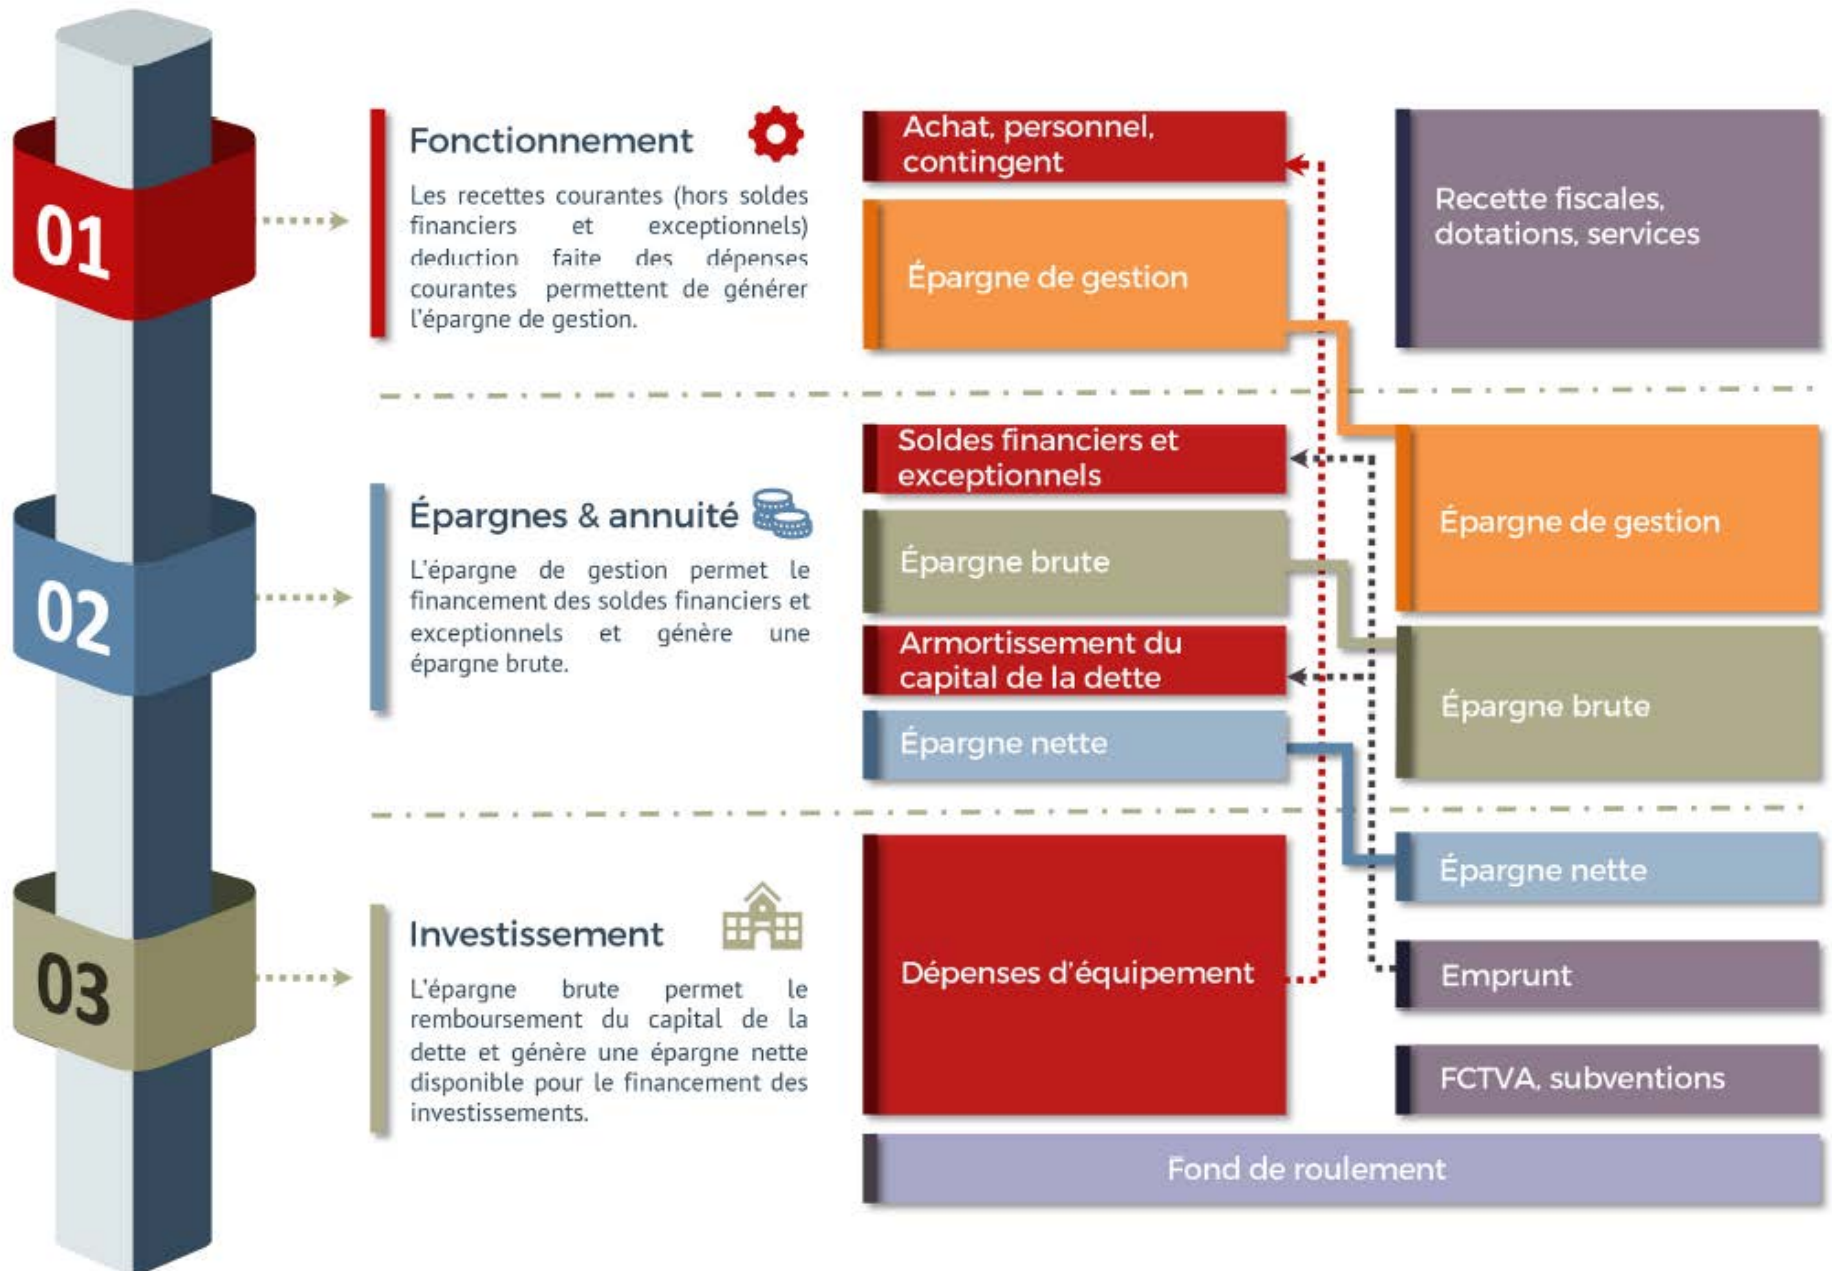 01
Fonctionnement
Les recettes courantes (hors soldes
financiers et exceptionnels)
deduction faite des dépenses
courantes permettent de générer
l'épargne de gestion.
Achat, personnel,
contingent
Épargne de gestion
Recette fiscales,
dotations, services
02
Épargnes & annuité
L'épargne de gestion permet le
financement des soldes financiers et
exceptionnels et génère une
épargne brute.
Soldes financiers et
exceptionnels
Épargne brute
Armortissement du
capital de la dette
Épargne nette
Épargne de gestion
Épargne brute
03
Investissement
L'épargne brute permet le
remboursement du capital de la
dette et génère une épargne nette
disponible pour le financement des
investissements.
Dépenses d'équipement
Épargne nette
Emprunt
FCTVA, subventions
Fond de roulement